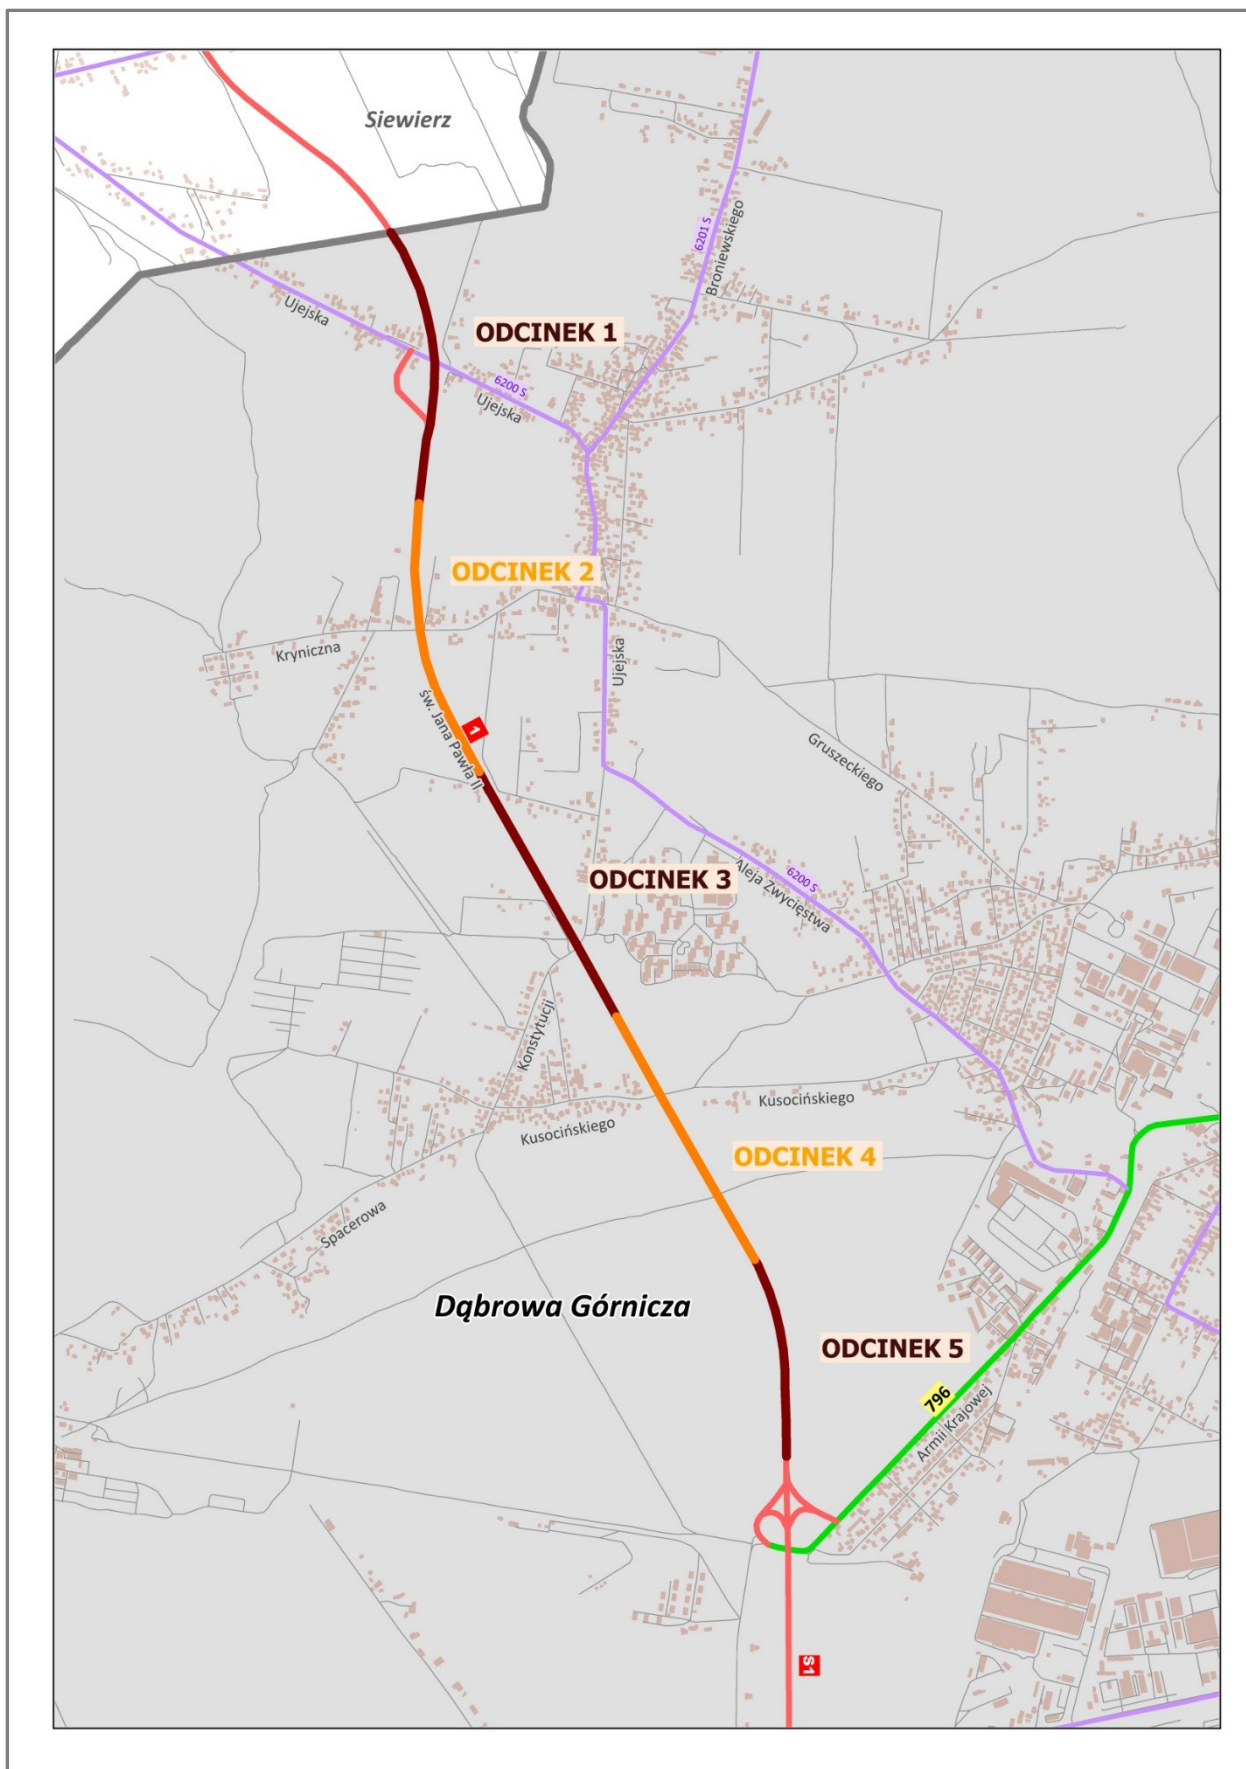 Siewierz
6201 S
Broniewskiego
Ujejska
ODCINEK 1
6200 S
Ujejska
ODCINEK 2
Kryniczna
Ujejska
św. Jana Pawła II
1
Gruszeckiego
ODCINEK 3
6200 S
Aleja Zwycięstwa
Konstytucji
Kusocińskiego
Kusocińskiego
ODCINEK 4
Spacerowa
Dąbrowa Górnicza
ODCINEK 5
796
Armii Krajowej
S1